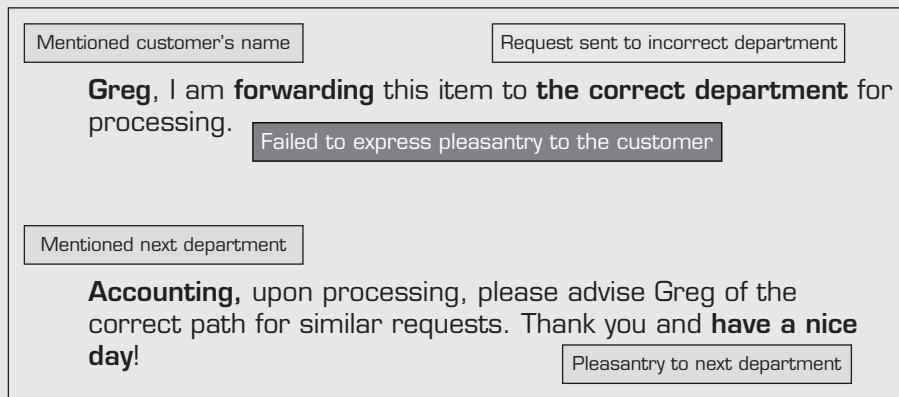 Mentioned customer's name
Request sent to incorrect department
Greg, I am forwarding this item to the correct department for
processing.
Failed to express pleasantry to the customer
Mentioned next department
Accounting, upon processing, please advise Greg of the
correct path for similar requests. Thank you and have a nice
day!
Pleasantry to next department